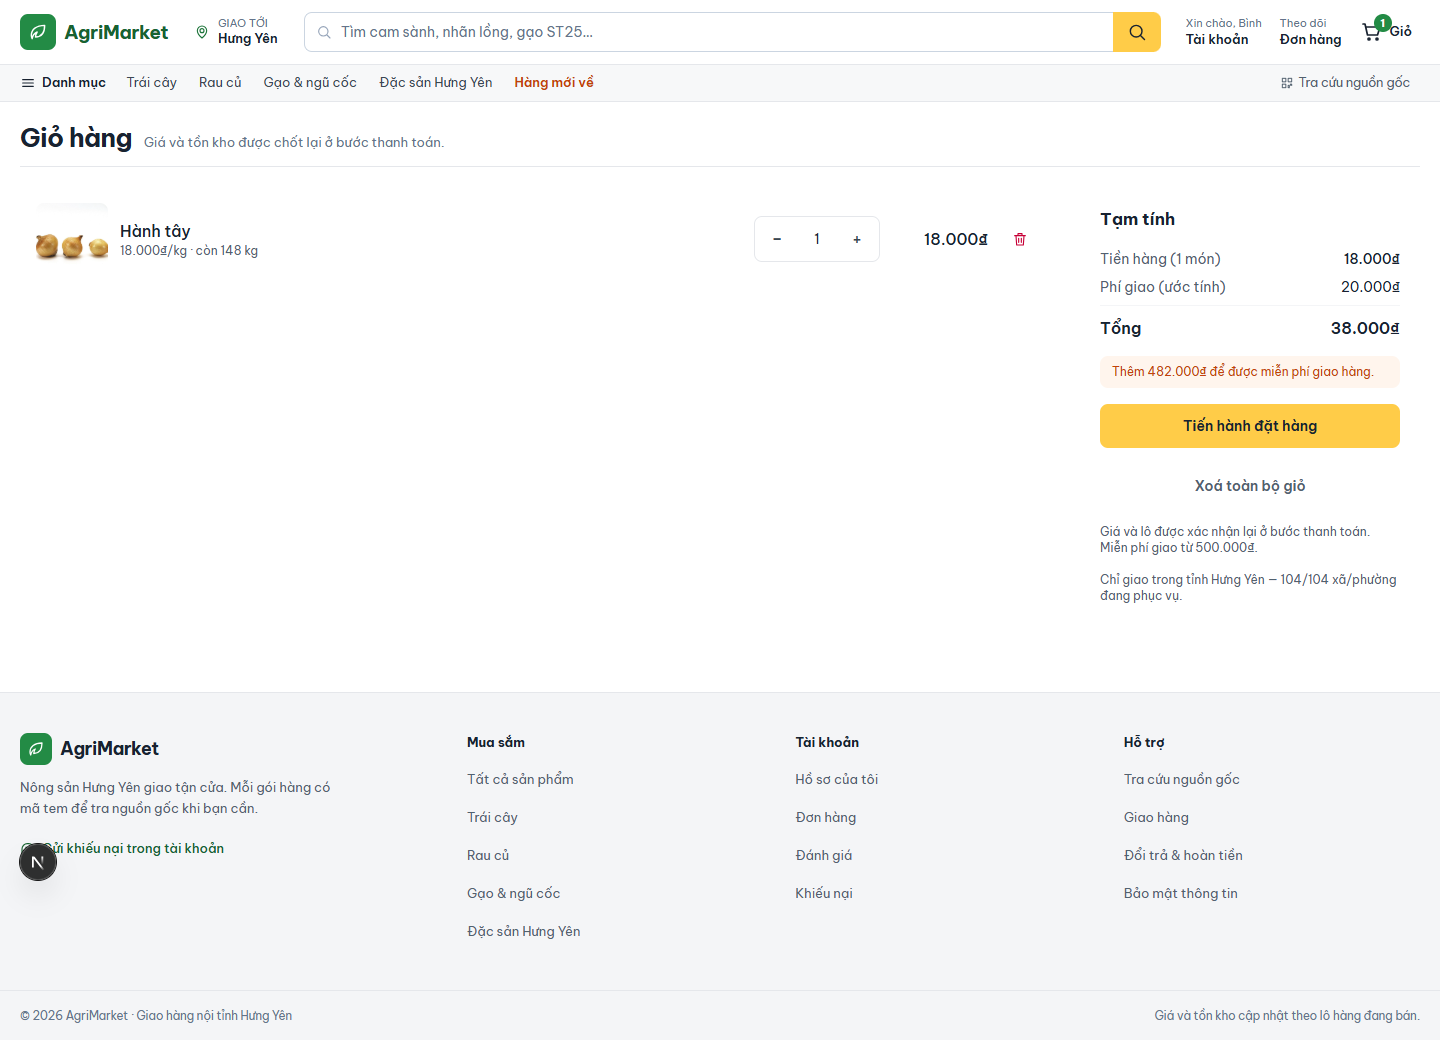 AgriMarket
GIAO TỚI
Hưng Yên
Tìm cam sành, nhãn lồng, gạo ST25...
Xin chào, Bình
Tài khoản
Theo dõi
Đơn hàng
1
Giỏ
Danh mục
Trái cây
Rau củ
Gạo & ngũ cốc
Đặc sản Hưng Yên
Hàng mới về
Tra cứu nguồn gốc
Giỏ hàng
Giá và tồn kho được chốt lại ở bước thanh toán.
Hành tây
18.000₫/kg · còn 148 kg
− 1 +
18.000₫
Tạm tính
Tiền hàng (1 món) 18.000₫
Phí giao (ước tính) 20.000₫
Tổng 38.000₫
Thêm 482.000₫ để được miễn phí giao hàng.
Tiến hành đặt hàng
Xoá toàn bộ giỏ
Giá và lô được xác nhận lại ở bước thanh toán.
Miễn phí giao từ 500.000₫.
Chỉ giao trong tỉnh Hưng Yên — 104/104 xã/phường
đang phục vụ.
AgriMarket
Nông sản Hưng Yên giao tận cửa. Mỗi gói hàng có
mã tem để tra nguồn gốc khi bạn cần.
khiếu nại trong tài khoản
N
Mua sắm
Tất cả sản phẩm
Trái cây
Rau củ
Gạo & ngũ cốc
Đặc sản Hưng Yên
Tài khoản
Hồ sơ của tôi
Đơn hàng
Đánh giá
Khiếu nại
Hỗ trợ
Tra cứu nguồn gốc
Giao hàng
Đổi trả & hoàn tiền
Bảo mật thông tin
© 2026 AgriMarket · Giao hàng nội tỉnh Hưng Yên
Giá và tồn kho cập nhật theo lô hàng đang bán.